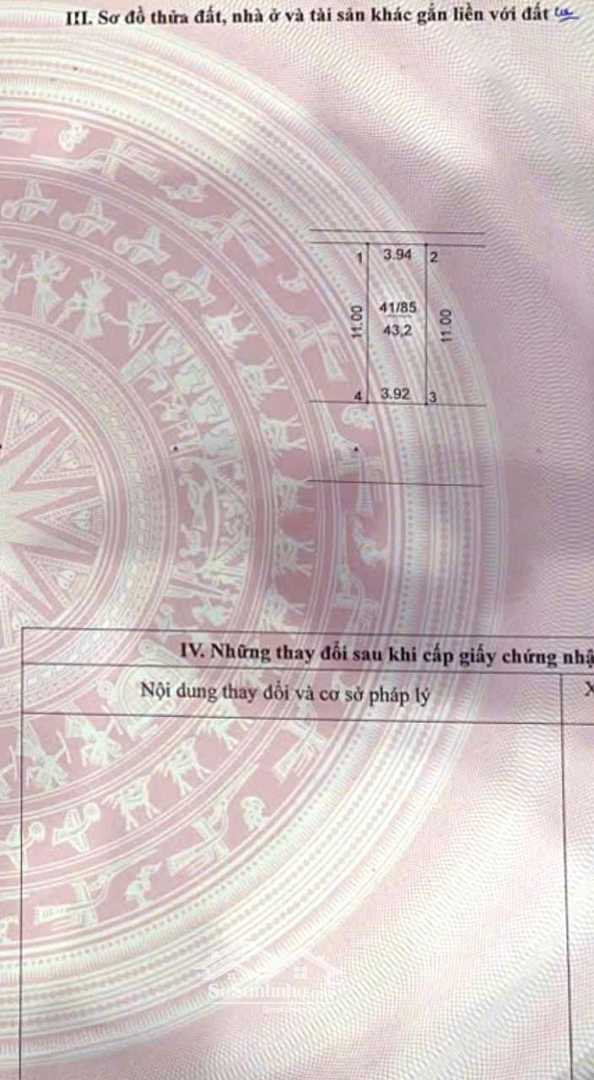 III. Sơ đồ thửa đất, nhà ở và tài sản khác gắn liền với đất
1 3.94 2
11.00 41/85 11.00
43,2
4 3.92 3
IV. Những thay đổi sau khi cấp giấy chứng nhậ
Nội dung thay đổi và cơ sở pháp lý X